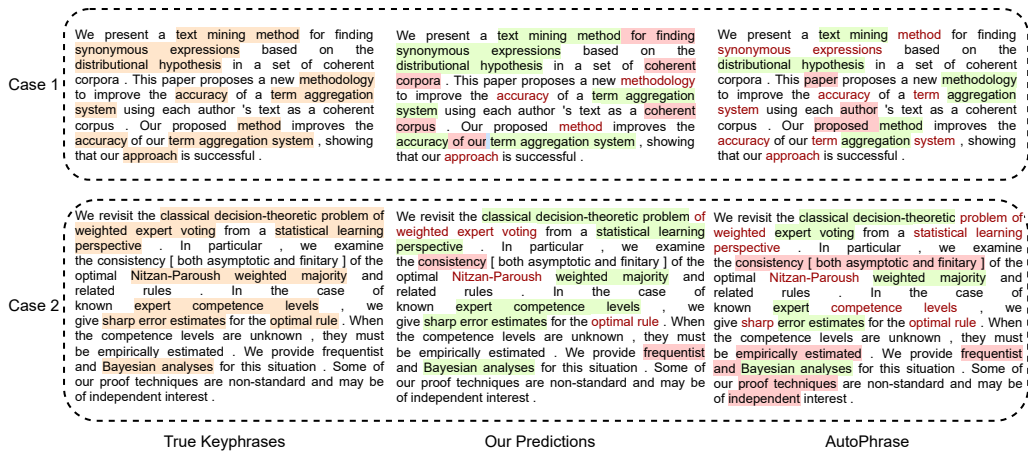 Case 1
We present a text mining method for finding
synonymous expressions based on the
distributional hypothesis in a set of coherent
corpora . This paper proposes a new methodology
to improve the accuracy of a term aggregation
system using each author 's text as a coherent
corpus . Our proposed method improves the
accuracy of our term aggregation system , showing
that our approach is successful .
We present a text mining method for finding
synonymous expressions based on the
distributional hypothesis in a set of coherent
corpora . This paper proposes a new methodology
to improve the accuracy of a term aggregation
system using each author 's text as a coherent
corpus . Our proposed method improves the
accuracy of our term aggregation system , showing
that our approach is successful .
We present a text mining method for finding
synonymous expressions based on the
distributional hypothesis in a set of coherent
corpora . This paper proposes a new methodology
to improve the accuracy of a term aggregation
system using each author 's text as a coherent
corpus . Our proposed method improves the
accuracy of our term aggregation system , showing
that our approach is successful .
Case 2
We revisit the classical decision-theoretic problem of
weighted expert voting from a statistical learning
perspective . In particular , we examine
the consistency [ both asymptotic and finitary ] of the
optimal Nitzan-Paroush weighted majority and
related rules . In the case of
known expert competence levels , we
give sharp error estimates for the optimal rule . When
the competence levels are unknown , they must
be empirically estimated . We provide frequentist
and Bayesian analyses for this situation . Some of
our proof techniques are non-standard and may be
of independent interest .
We revisit the classical decision-theoretic problem of
weighted expert voting from a statistical learning
perspective . In particular , we examine
the consistency [ both asymptotic and finitary ] of the
optimal Nitzan-Paroush weighted majority and
related rules . In the case of
known expert competence levels , we
give sharp error estimates for the optimal rule . When
the competence levels are unknown , they must
be empirically estimated . We provide frequentist
and Bayesian analyses for this situation . Some of
our proof techniques are non-standard and may be
of independent interest .
We revisit the classical decision-theoretic problem of
weighted expert voting from a statistical learning
perspective . In particular , we examine
the consistency [ both asymptotic and finitary ] of the
optimal Nitzan-Paroush weighted majority and
related rules . In the case of
known expert competence levels , we
give sharp error estimates for the optimal rule . When
the competence levels are unknown , they must
be empirically estimated . We provide frequentist
and Bayesian analyses for this situation . Some of
our proof techniques are non-standard and may be
of independent interest .
True Keyphrases
Our Predictions
AutoPhrase